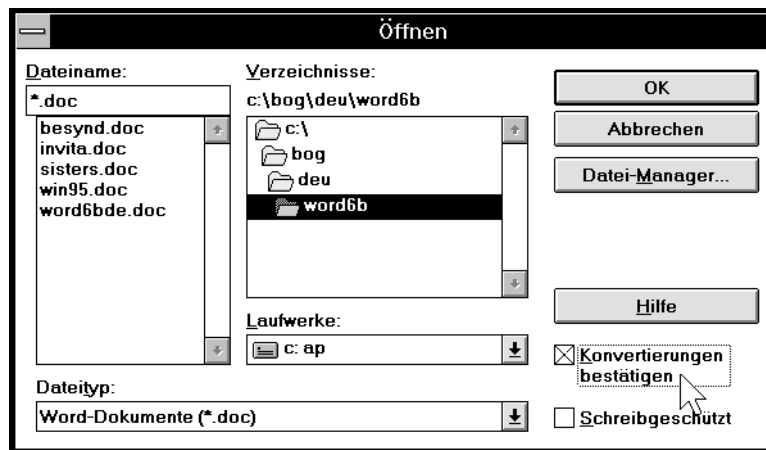 Öffnen
Dateiname:
*.doc
besynd.doc
invita.doc
sisters.doc
win95.doc
word6bde.doc
Dateityp:
Word-Dokumente (*.doc)
Verzeichnisse:
c:\bog\deu\word6b
c:\
bog
deu
word6b
Laufwerke:
c: ap
OK
Abbrechen
Datei-Manager...
Hilfe
Konvertierungen
bestätigen
Schreibgeschützt